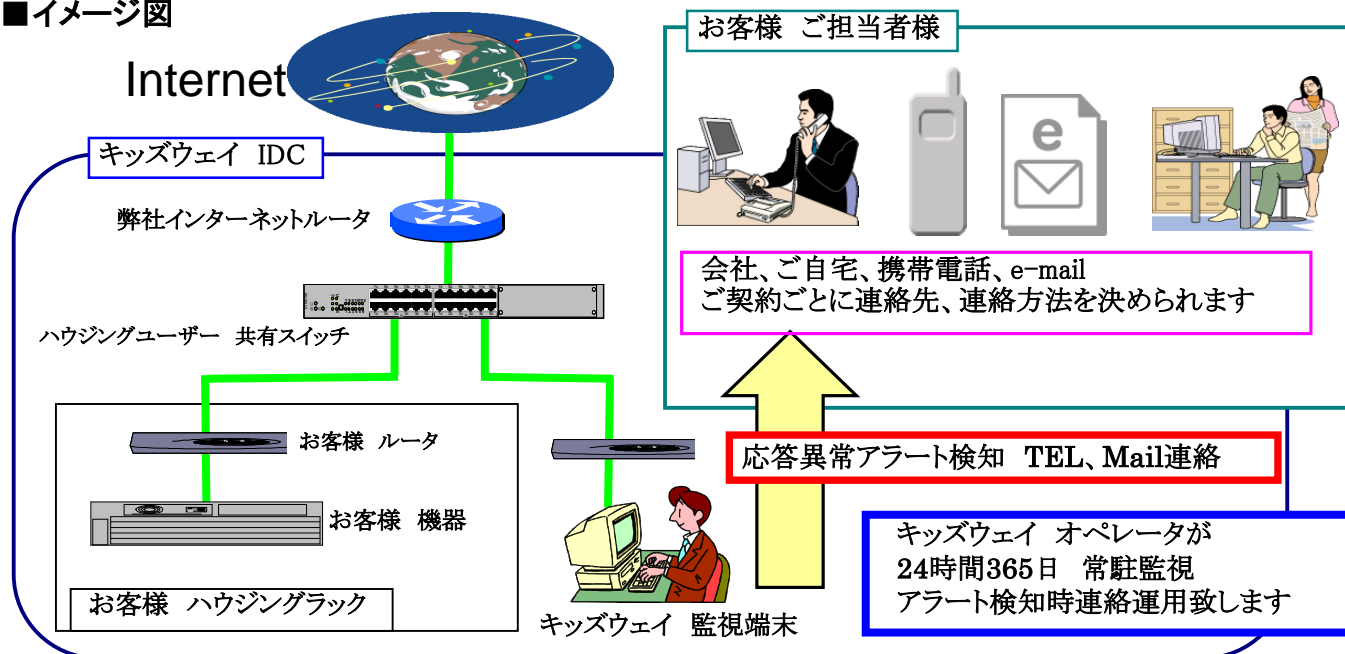 ■イメージ図
Internet
キッズウェイ IDC
弊社インターネットルータ
ハウジングユーザー 共有スイッチ
お客様 ルータ
お客様 機器
お客様 ハウジングラック
キッズウェイ 監視端末
お客様 ご担当者様
e
会社、ご自宅、携帯電話、e-mail
ご契約ごとに連絡先、連絡方法を決められます
応答異常アラート検知 TEL、Mail連絡
キッズウェイ オペレータが
24時間365日 常駐監視
アラート検知時連絡運用致します